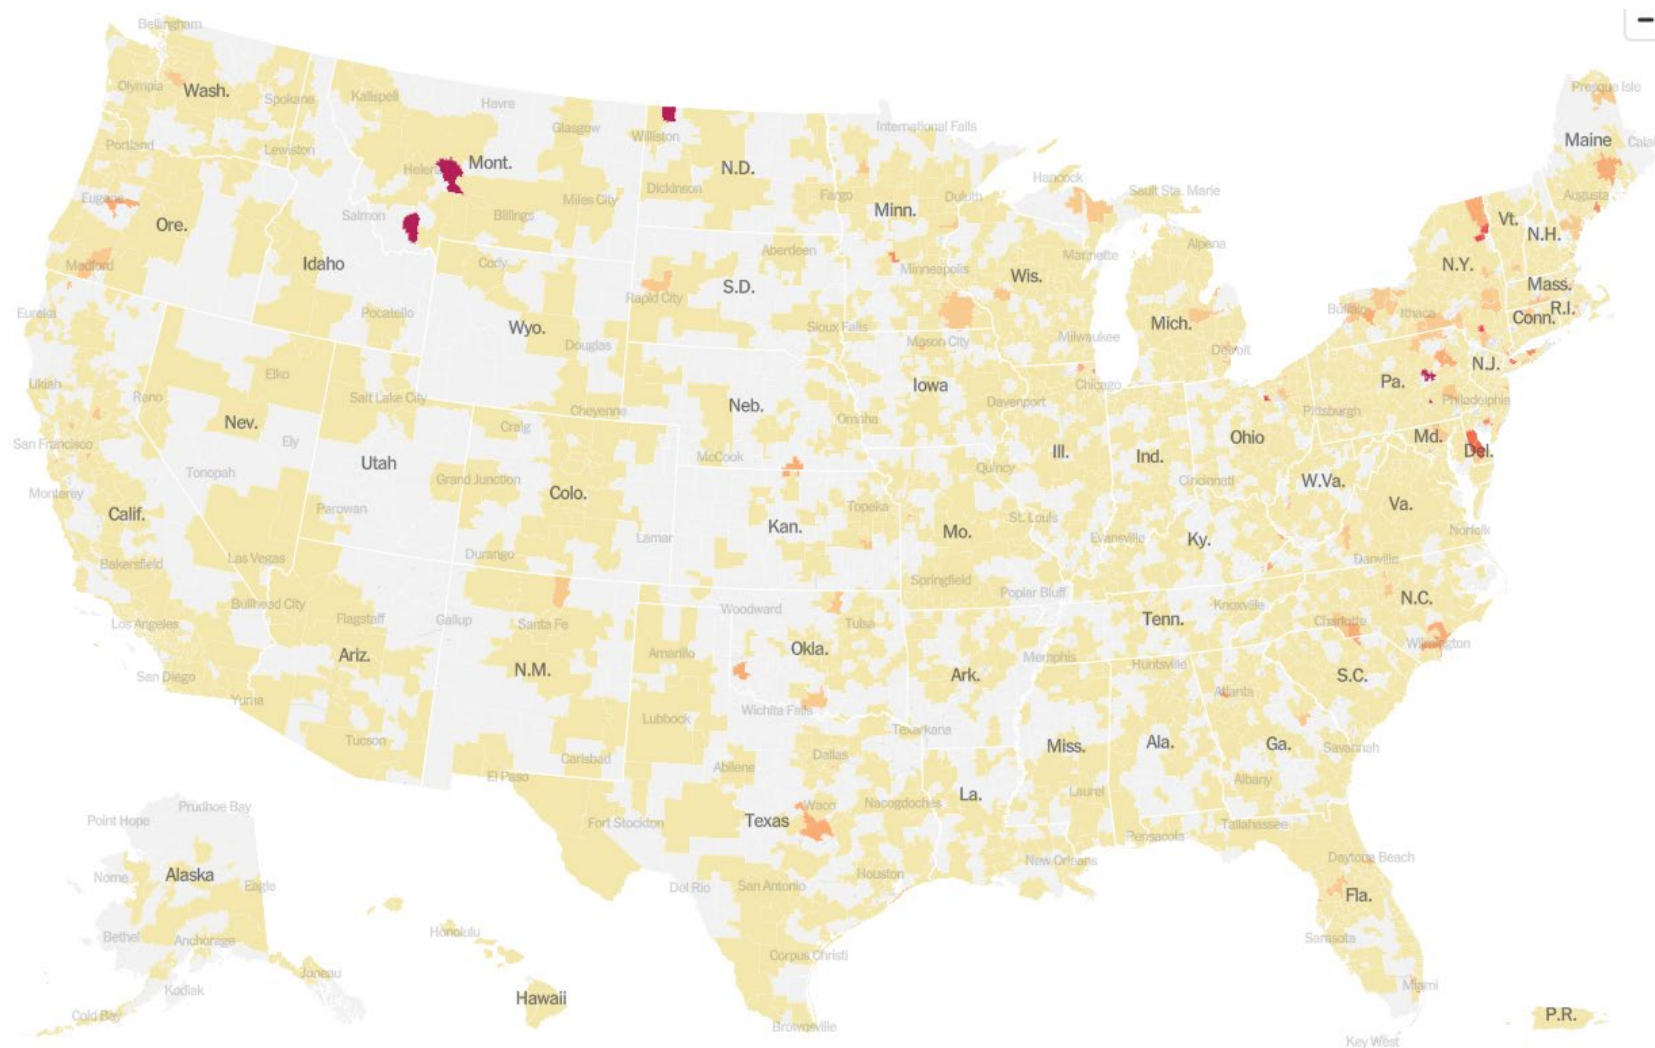 Bellingham
Olympia
Wash.
Spokane
Kalispell
Havre
Glasgow
Williston
International Falls
Presque Isle
Maine
Calai
Portland
Lewiston
Helena
Mont.
N.D.
Dickinson
Fargo
Duluth
Hancock
Sault Ste. Marie
Augusta
Eugene
Ore.
Salmon
Billings
Miles City
Minn.
Vt.
N.H.
Medford
Idaho
Cody
Aberdeen
Rapid City
S.D.
Minneapolis
Wis.
Marinette
Alpena
N.Y.
Mass.
Eureka
Pocatello
Wyo.
Douglas
Sioux Falls
Mason City
Milwaukee
Mich.
Detroit
Buffalo
Ithaca
Conn.
R.I.
Ukiah
Reno
Elko
Salt Lake City
Cheyenne
Neb.
Omaha
Iowa
Davenport
Chicago
Pa.
N.J.
Pittsburgh
Philadelphia
San Francisco
Nev.
Ely
Utah
Craig
McCook
Ill.
Ind.
Ohio
Md.
Del.
Monterey
Tonopah
Parowan
Grand Junction
Colo.
Lamar
Kan.
Topeka
Quincy
Mo.
St. Louis
Cincinnati
W.Va.
Va.
Norfolk
Calif.
Bakersfield
Las Vegas
Durango
Springfield
Evansville
Ky.
Danville
Los Angeles
Bullhead City
Flagstaff
Gallup
Santa Fe
Woodward
Tulsa
Poplar Bluff
Tenn.
Knoxville
N.C.
Charlotte
Wilmington
San Diego
Yuma
Ariz.
N.M.
Amarillo
Okla.
Ark.
Memphis
Huntsville
Atlanta
S.C.
Tucson
Lubbock
Wichita Falls
Texarkana
Miss.
Ala.
Ga.
Savannah
El Paso
Carlsbad
Abilene
Dallas
Laurel
Albany
Fort Stockton
Texas
Waco
Nacogdoches
La.
Pensacola
Tallahassee
Prudhoe Bay
Point Hope
Alaska
Nome
Eagle
Del Rio
San Antonio
Houston
New Orleans
Daytona Beach
Fla.
Bethel
Anchorage
Honolulu
Corpus Christi
Sarasota
Juneau
Kodiak
Cold Bay
Hawaii
Brownsville
Miami
Key West
P.R.